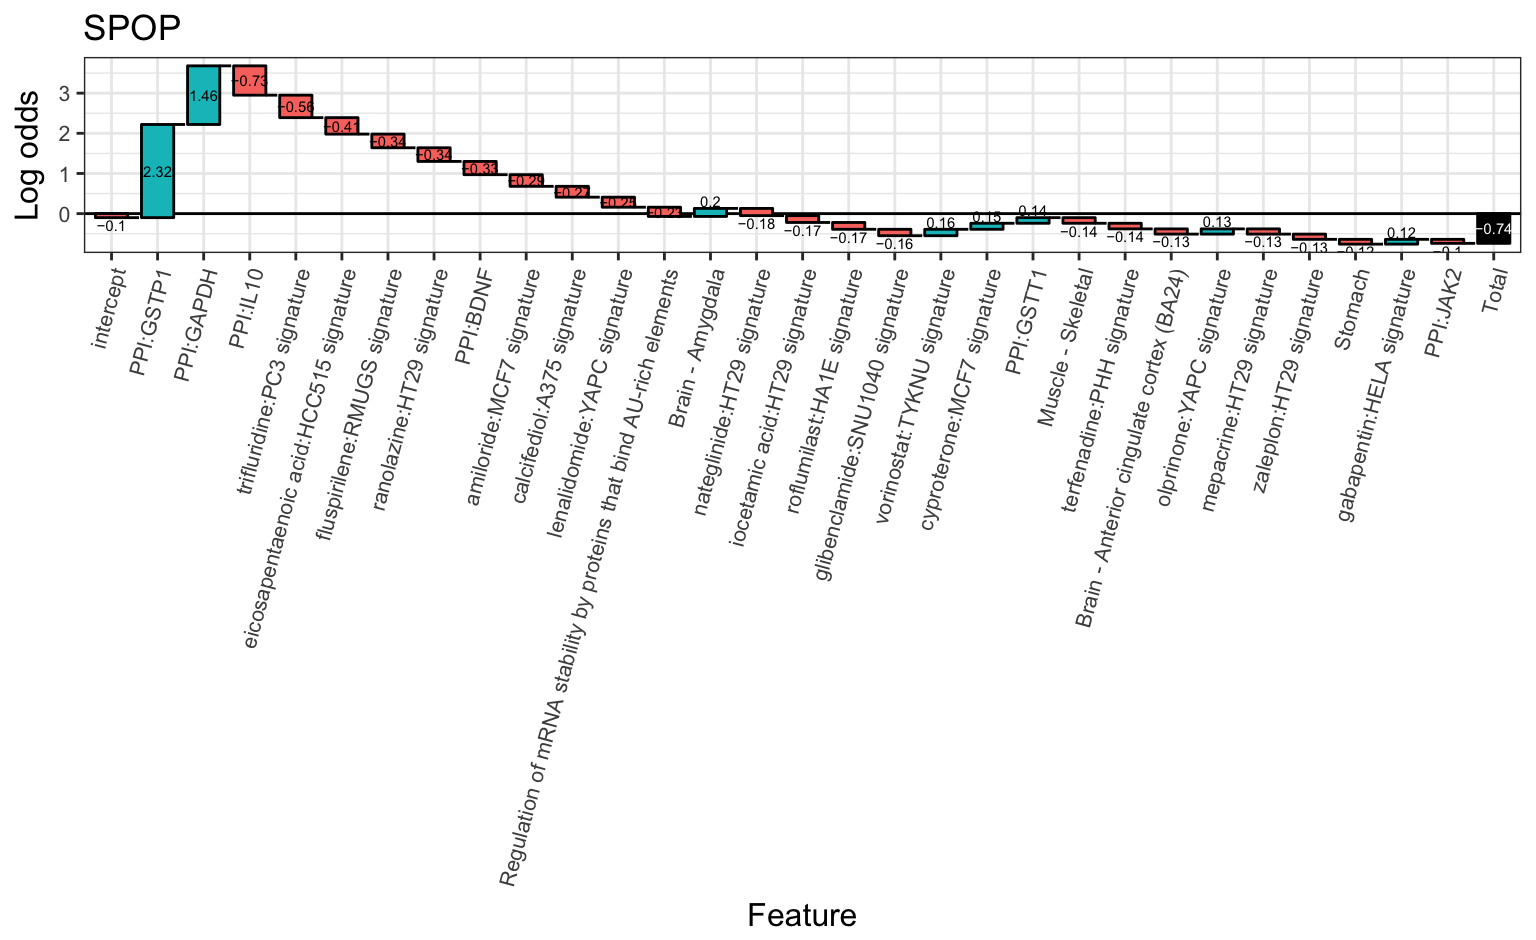 SPOP
Log odds
3
2
1
0
−0.1
2.32
1.46
−0.73
−0.56
−0.41
−0.34
−0.34
−0.33
−0.29
−0.27
−0.25
−0.23
0.2
−0.18
−0.17
−0.17
−0.16
0.16
0.15
0.14
−0.14
−0.14
−0.13
0.13
−0.13
−0.13
−0.12
0.12
−0.1
−0.74
intercept
PPI:GSTP1
PPI:GAPDH
PPI:IL10
trifluridine:PC3 signature
eicosapentaenoic acid:HCC515 signature
fluspirilene:RMUGS signature
ranolazine:HT29 signature
PPI:BDNF
amiloride:MCF7 signature
calcifediol:A375 signature
lenalidomide:YAPC signature
Regulation of mRNA stability by proteins that bind AU-rich elements
Brain - Amygdala
nateglinide:HT29 signature
iocetamic acid:HT29 signature
roflumilast:HA1E signature
glibenclamide:SNU1040 signature
vorinostat:TYKNU signature
cyproterone:MCF7 signature
PPI:GSTT1
Muscle - Skeletal
terfenadine:PHH signature
Brain - Anterior cingulate cortex (BA24)
olprinone:YAPC signature
mepacrine:HT29 signature
zaleplon:HT29 signature
Stomach
gabapentin:HELA signature
PPI:JAK2
Total
Feature